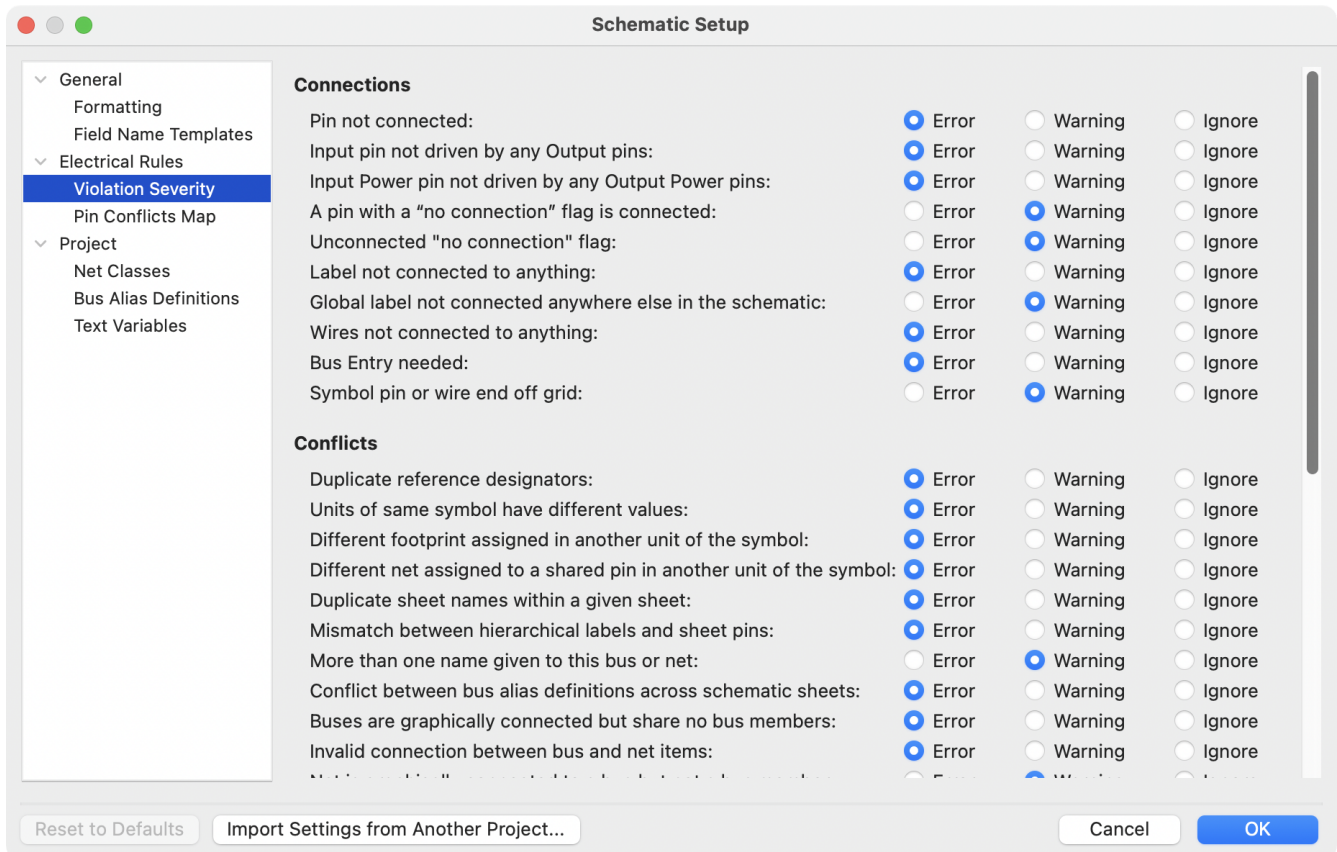 Schematic Setup
General
Formatting
Field Name Templates
Electrical Rules
Violation Severity
Pin Conflicts Map
Project
Net Classes
Bus Alias Definitions
Text Variables
Connections
Pin not connected: Error Warning Ignore
Input pin not driven by any Output pins: Error Warning Ignore
Input Power pin not driven by any Output Power pins: Error Warning Ignore
A pin with a “no connection” flag is connected: Error Warning Ignore
Unconnected "no connection" flag: Error Warning Ignore
Label not connected to anything: Error Warning Ignore
Global label not connected anywhere else in the schematic: Error Warning Ignore
Wires not connected to anything: Error Warning Ignore
Bus Entry needed: Error Warning Ignore
Symbol pin or wire end off grid: Error Warning Ignore
Conflicts
Duplicate reference designators: Error Warning Ignore
Units of same symbol have different values: Error Warning Ignore
Different footprint assigned in another unit of the symbol: Error Warning Ignore
Different net assigned to a shared pin in another unit of the symbol: Error Warning Ignore
Duplicate sheet names within a given sheet: Error Warning Ignore
Mismatch between hierarchical labels and sheet pins: Error Warning Ignore
More than one name given to this bus or net: Error Warning Ignore
Conflict between bus alias definitions across schematic sheets: Error Warning Ignore
Buses are graphically connected but share no bus members: Error Warning Ignore
Invalid connection between bus and net items: Error Warning Ignore
Reset to Defaults
Import Settings from Another Project...
Cancel
OK